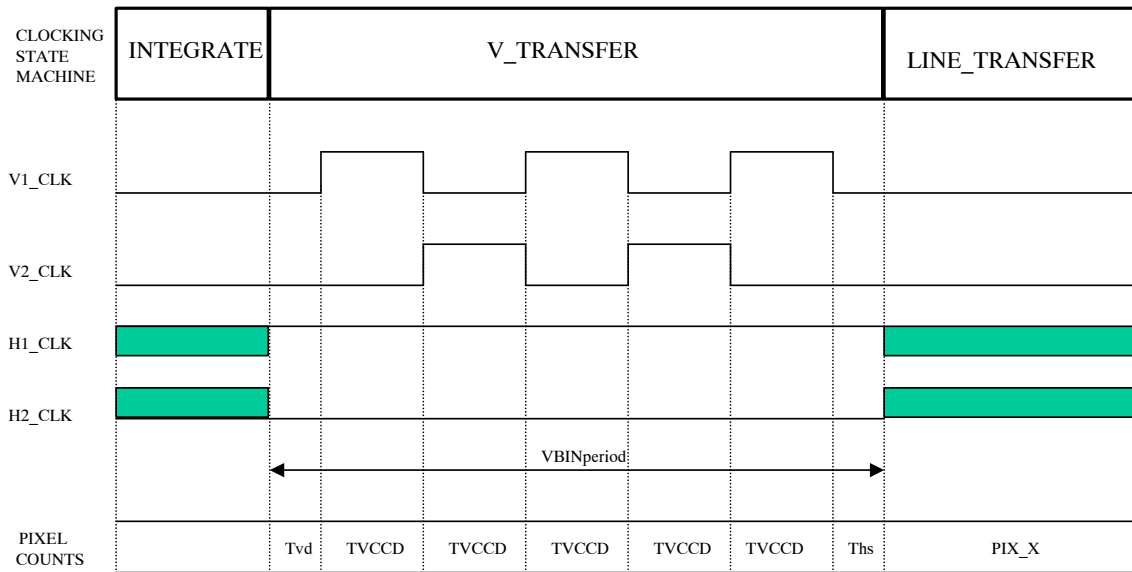 CLOCKING
STATE
MACHINE
INTEGRATE
V_TRANSFER
LINE_TRANSFER
V1_CLK
V2_CLK
H1_CLK
H2_CLK
VBINperiod
PIXEL
COUNTS
Tvd TVCCD TVCCD TVCCD TVCCD TVCCD Ths PIX_X